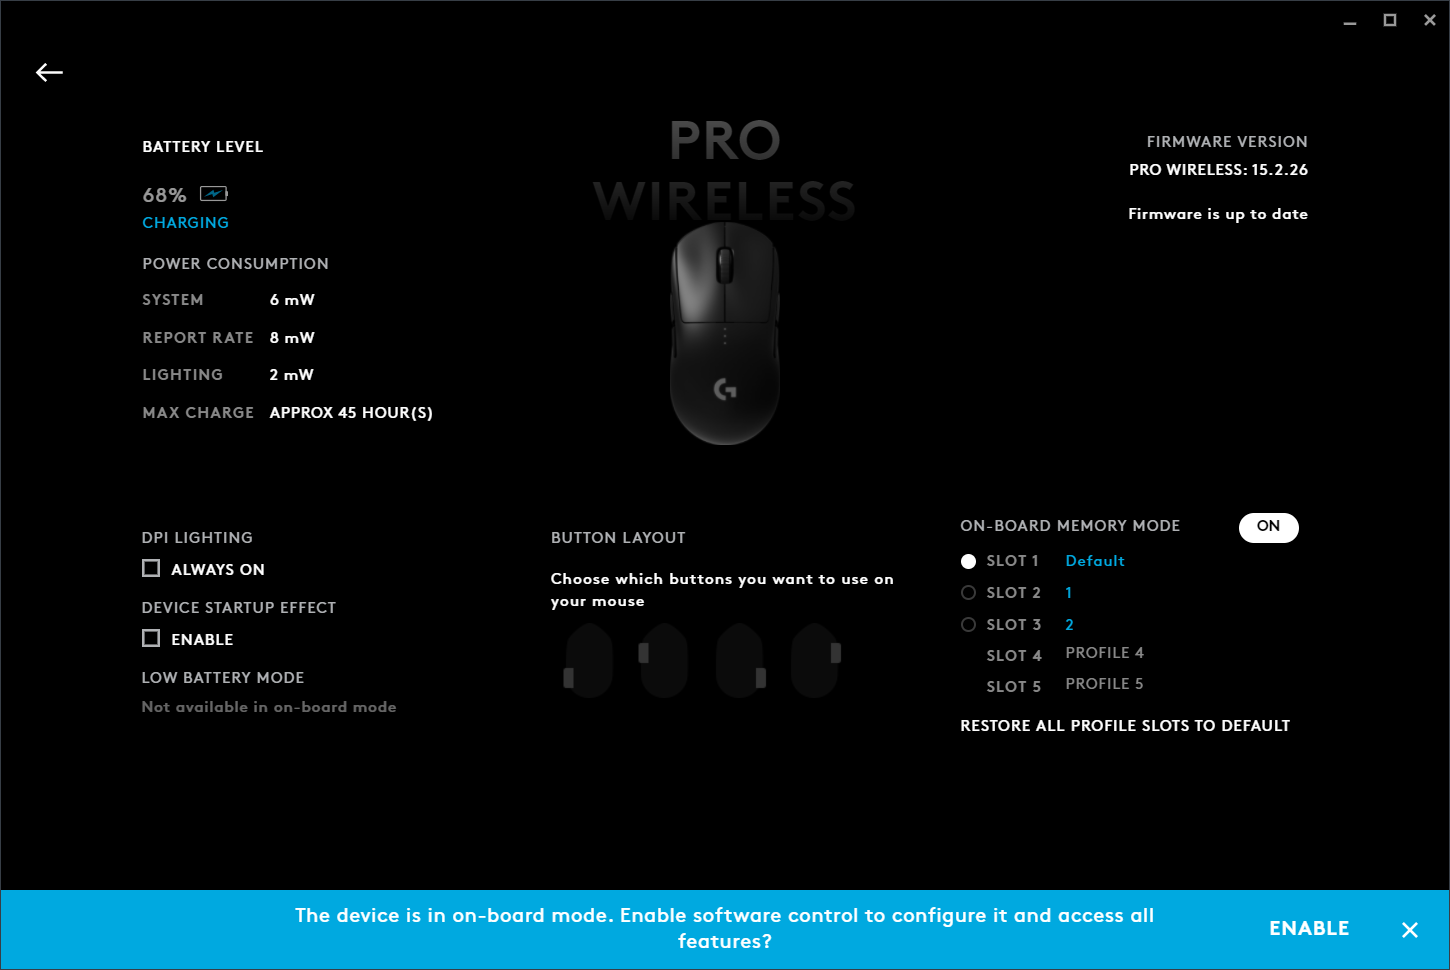 PRO
WIRELESS
BATTERY LEVEL
68%
CHARGING
POWER CONSUMPTION
SYSTEM 6 mW
REPORT RATE 8 mW
LIGHTING 2 mW
MAX CHARGE APPROX 45 HOUR(S)
FIRMWARE VERSION
PRO WIRELESS: 15.2.26
Firmware is up to date
DPI LIGHTING
ALWAYS ON
DEVICE STARTUP EFFECT
ENABLE
LOW BATTERY MODE
Not available in on-board mode
BUTTON LAYOUT
Choose which buttons you want to use on
your mouse
ON-BOARD MEMORY MODE ON
SLOT 1 Default
SLOT 2 1
SLOT 3 2
SLOT 4 PROFILE 4
SLOT 5 PROFILE 5
RESTORE ALL PROFILE SLOTS TO DEFAULT
The device is in on-board mode. Enable software control to configure it and access all
features?
ENABLE